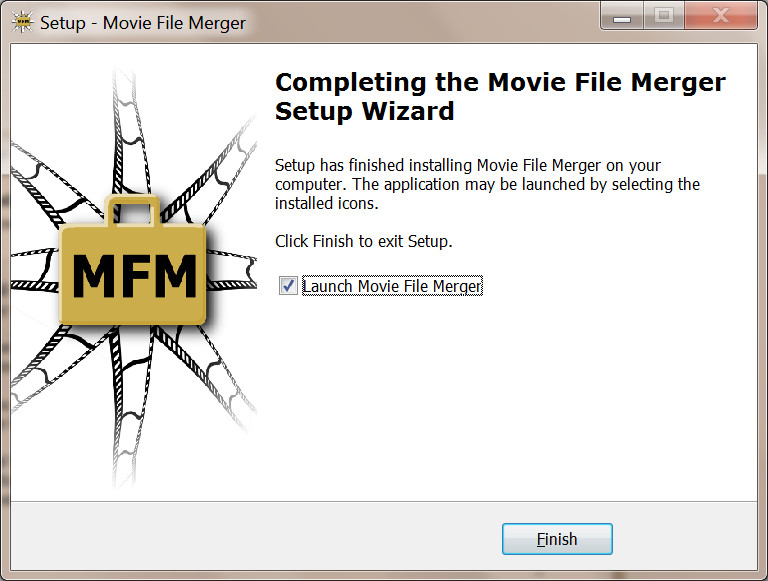 Setup - Movie File Merger
Completing the Movie File Merger
Setup Wizard
Setup has finished installing Movie File Merger on your
computer. The application may be launched by selecting the
installed icons.
Click Finish to exit Setup.
MFM
Launch Movie File Merger
Finish